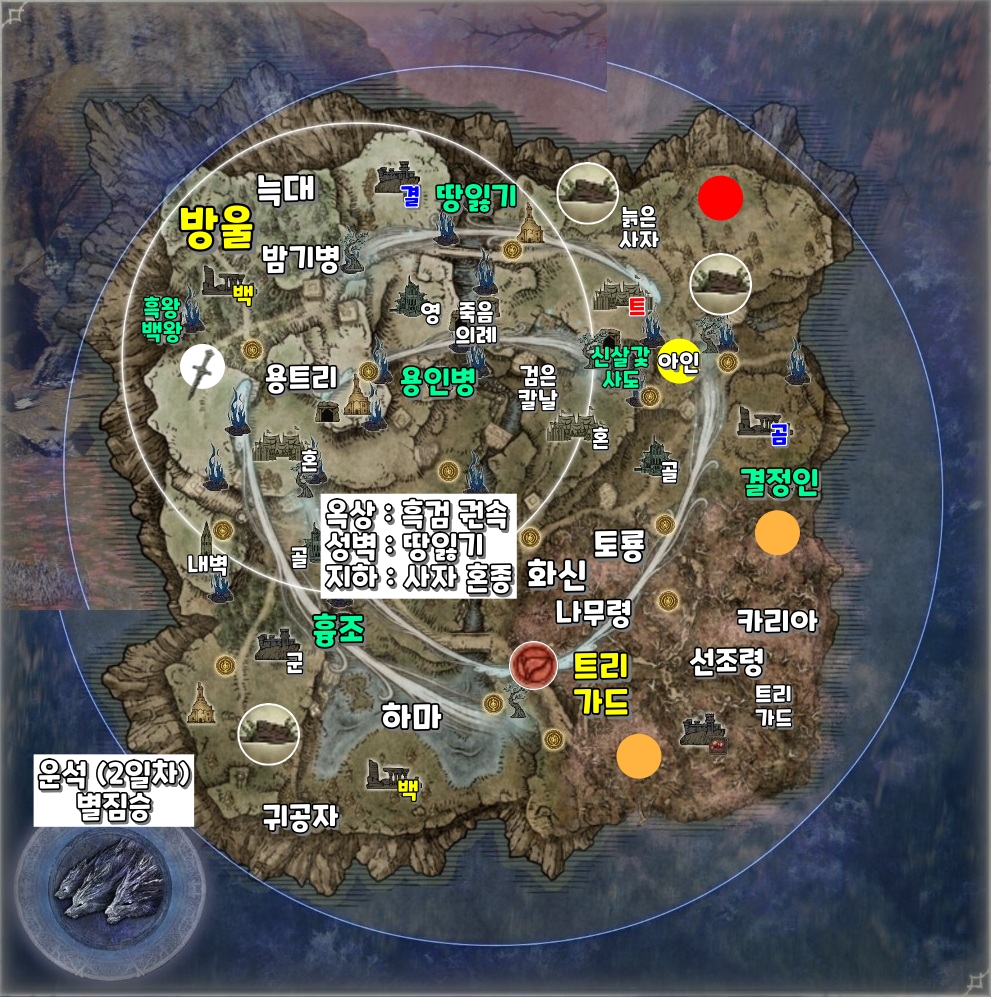 늑대
결
땅잃기
방울
늙은
사자
밤기병
백
흑왕
백왕
영
죽음
의례
트
신살갗
사도
아인
용트리
용인병
검은
칼날
혼
곰
혼
골
결정인
옥상 : 흑검 권속
성벽 : 땅잃기
지하 : 사자 혼종
토룡
내벽
골
화신
나무령
카리아
흉조
군
트리
가드
선조령
트리
가드
하마
백
운석 (2일차)
별짐승
귀공자